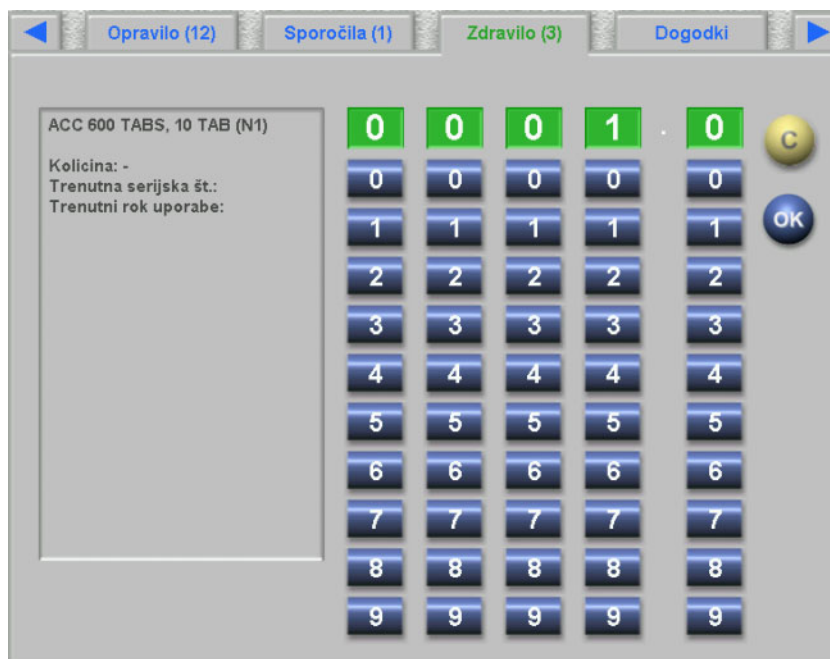 Opravilo (12) Sporočila (1) Zdravilo (3) Dogodki
ACC 600 TABS, 10 TAB (N1)
Kolicina: -
Trenutna serijska št.:
Trenutni rok uporabe:
0 0 0 1 . 0
C
0 0 0 0 0
1 1 1 1 1
OK
2 2 2 2 2
3 3 3 3 3
4 4 4 4 4
5 5 5 5 5
6 6 6 6 6
7 7 7 7 7
8 8 8 8 8
9 9 9 9 9